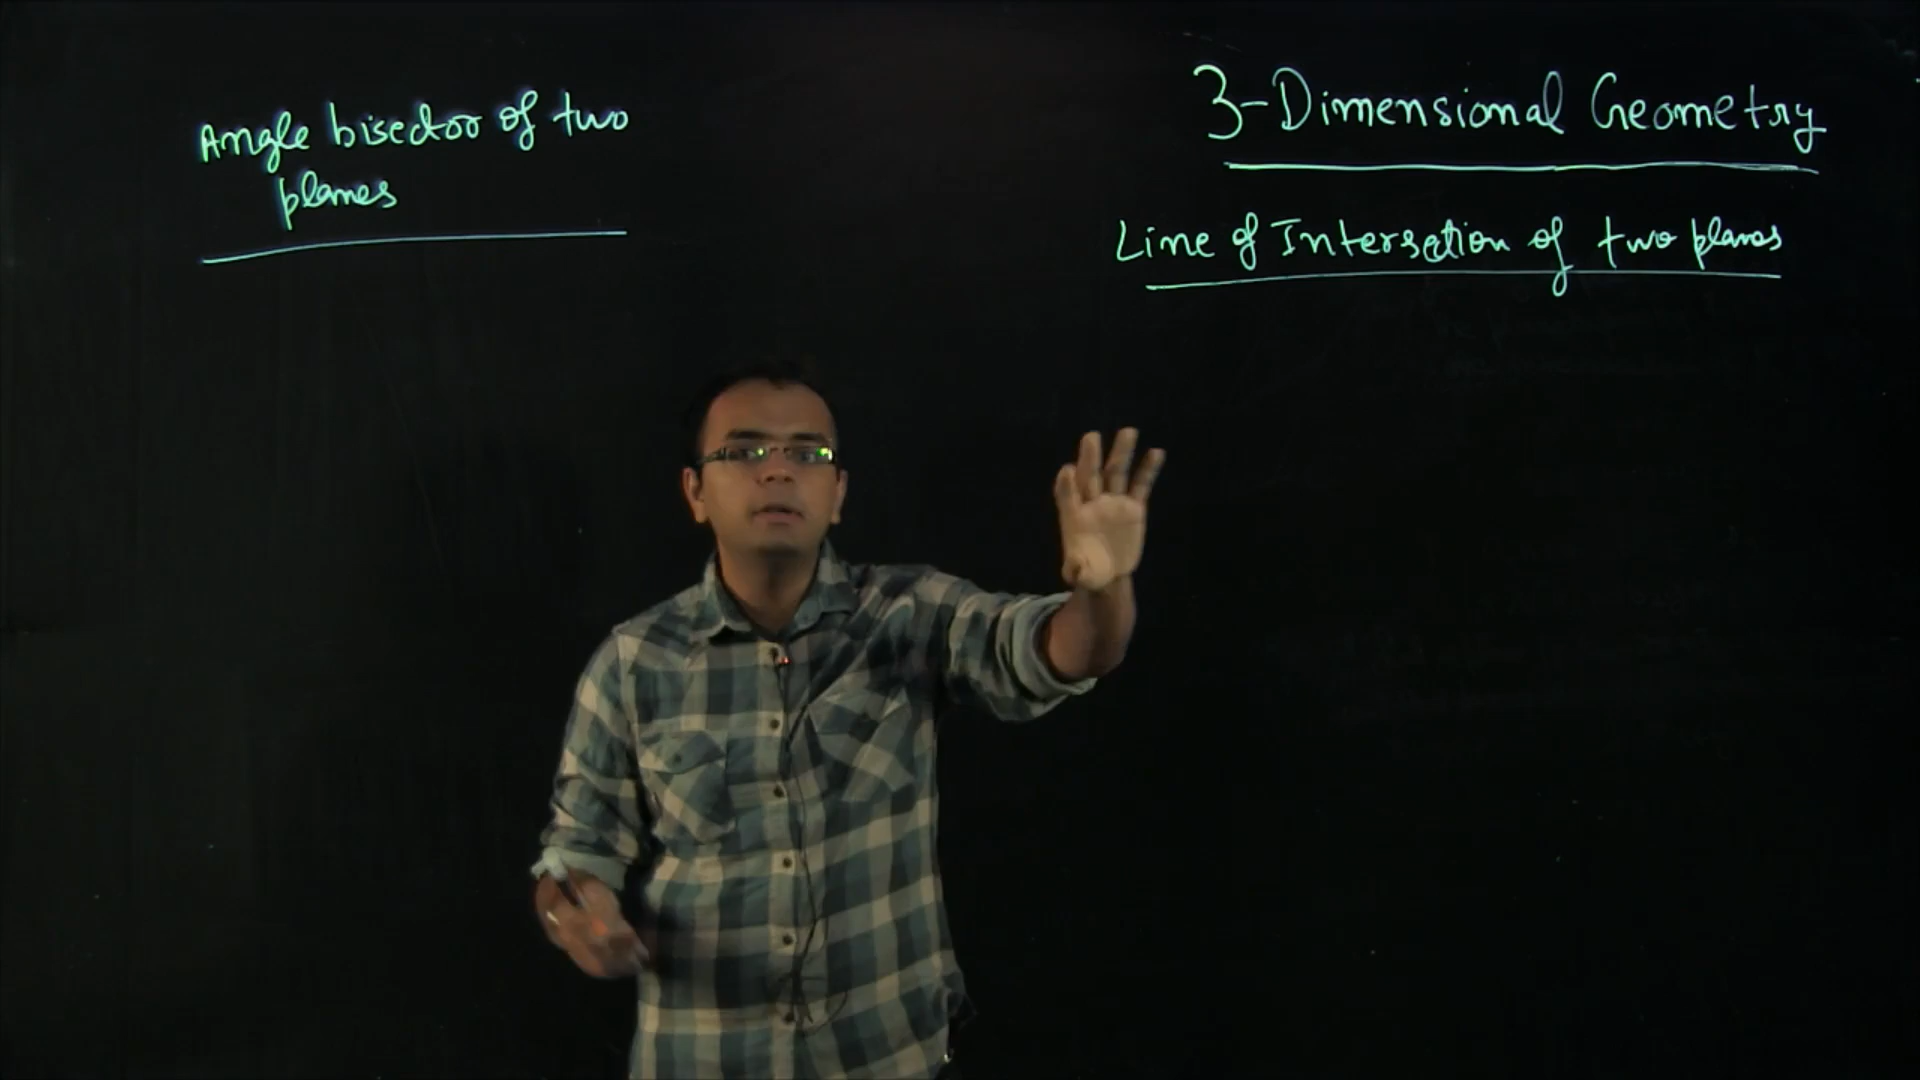 Angle bisector of two
planes
3-Dimensional Geometry
Line of Intersection of two planes